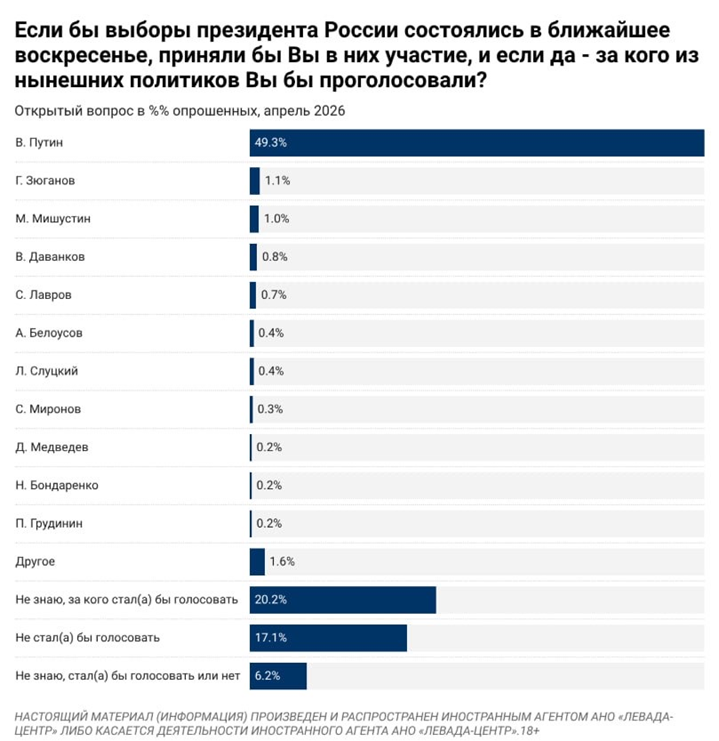 Если бы выборы президента России состоялись в ближайшее
воскресенье, приняли бы Вы в них участие, и если да - за кого из
нынешних политиков Вы бы проголосовали?
Открытый вопрос в %% опрошенных, апрель 2026
В. Путин 49.3%
Г. Зюганов 1.1%
М. Мишустин 1.0%
В. Даванков 0.8%
С. Лавров 0.7%
А. Белоусов 0.4%
Л. Слуцкий 0.4%
С. Миронов 0.3%
Д. Медведев 0.2%
Н. Бондаренко 0.2%
П. Грудинин 0.2%
Другое 1.6%
Не знаю, за кого стал(а) бы голосовать 20.2%
Не стал(а) бы голосовать 17.1%
Не знаю, стал(а) бы голосовать или нет 6.2%
НАСТОЯЩИЙ МАТЕРИАЛ (ИНФОРМАЦИЯ) ПРОИЗВЕДЕН И РАСПРОСТРАНЕН ИНОСТРАННЫМ АГЕНТОМ АНО «ЛЕВАДА-
ЦЕНТР» ЛИБО КАСАЕТСЯ ДЕЯТЕЛЬНОСТИ ИНОСТРАННОГО АГЕНТА АНО «ЛЕВАДА-ЦЕНТР».18+